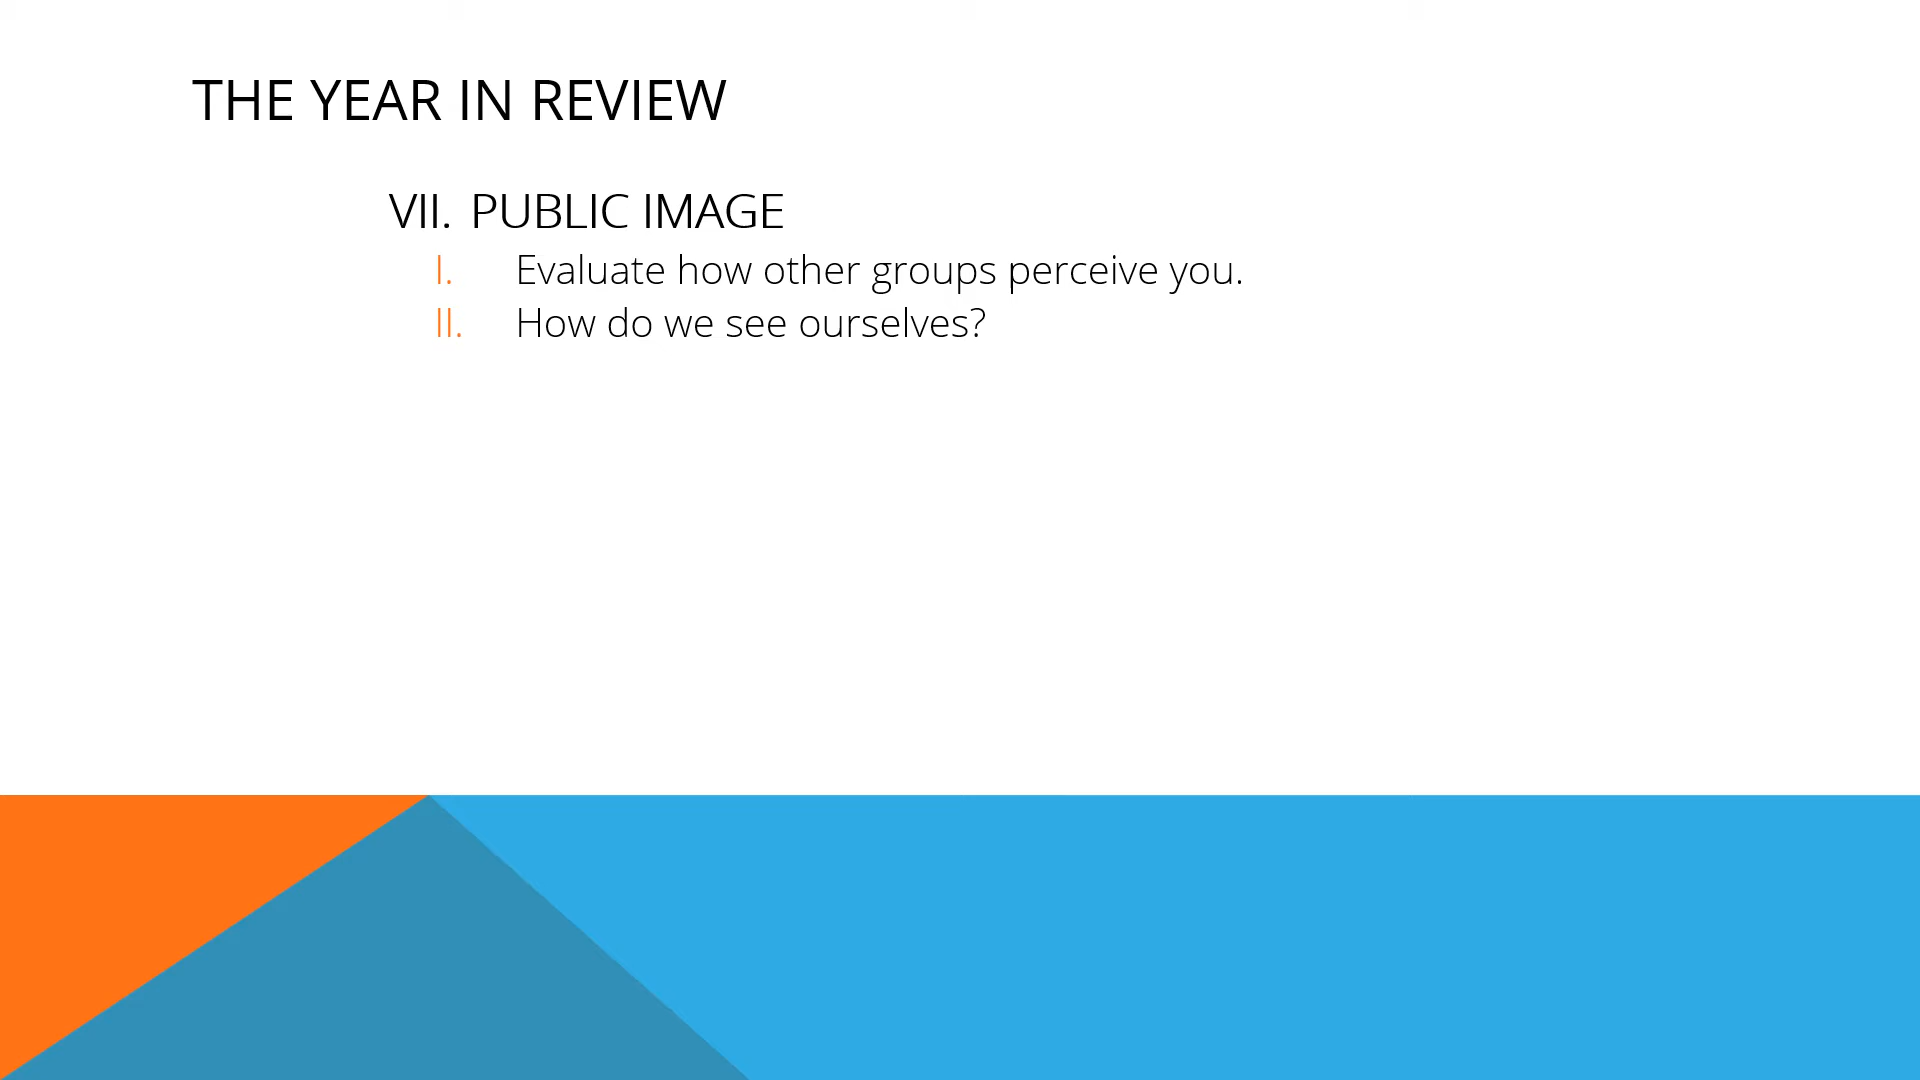 THE YEAR IN REVIEW
VII. PUBLIC IMAGE
I. Evaluate how other groups perceive you.
II. How do we see ourselves?